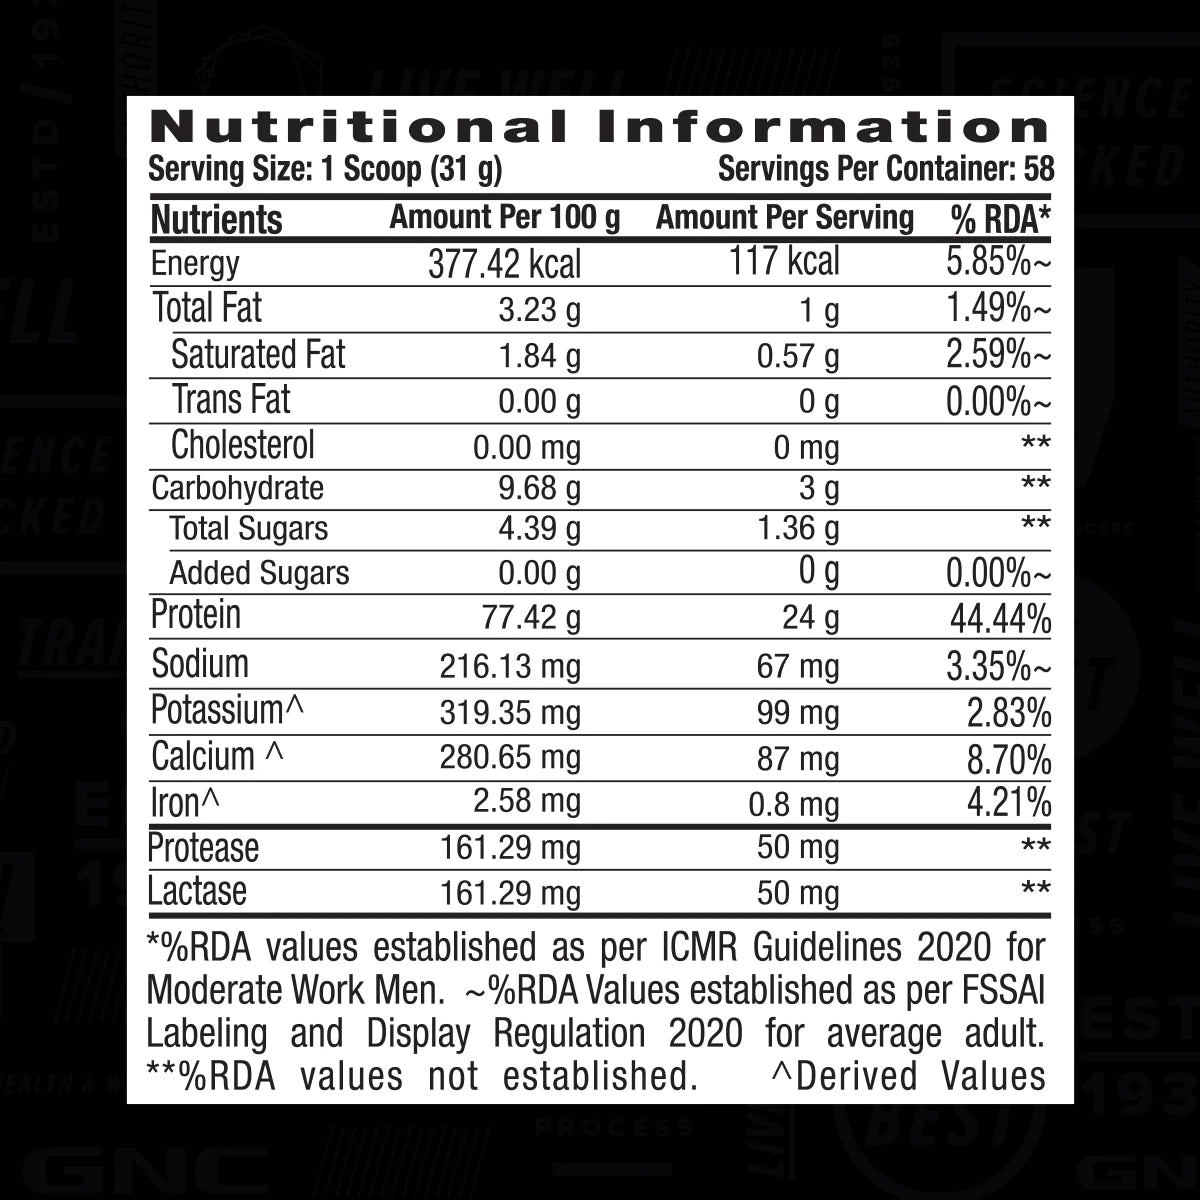 Nutritional Information
Serving Size: 1 Scoop (31 g) Servings Per Container: 58
Nutrients Amount Per 100 g Amount Per Serving % RDA*
Energy 377.42 kcal 117 kcal 5.85%~
Total Fat 3.23 g 1 g 1.49%~
Saturated Fat 1.84 g 0.57 g 2.59%~
Trans Fat 0.00 g 0 g 0.00%~
Cholesterol 0.00 mg 0 mg **
Carbohydrate 9.68 g 3 g **
Total Sugars 4.39 g 1.36 g **
Added Sugars 0.00 g 0 g 0.00%~
Protein 77.42 g 24 g 44.44%
Sodium 216.13 mg 67 mg 3.35%~
Potassium^ 319.35 mg 99 mg 2.83%
Calcium ^ 280.65 mg 87 mg 8.70%
Iron^ 2.58 mg 0.8 mg 4.21%
Protease 161.29 mg 50 mg **
Lactase 161.29 mg 50 mg **
*%RDA values established as per ICMR Guidelines 2020 for
Moderate Work Men. ~%RDA Values established as per FSSAI
Labeling and Display Regulation 2020 for average adult.
**%RDA values not established. ^Derived Values
LIVE WELL
ESTD / 193
1935
PROCESS
BEST
GNC